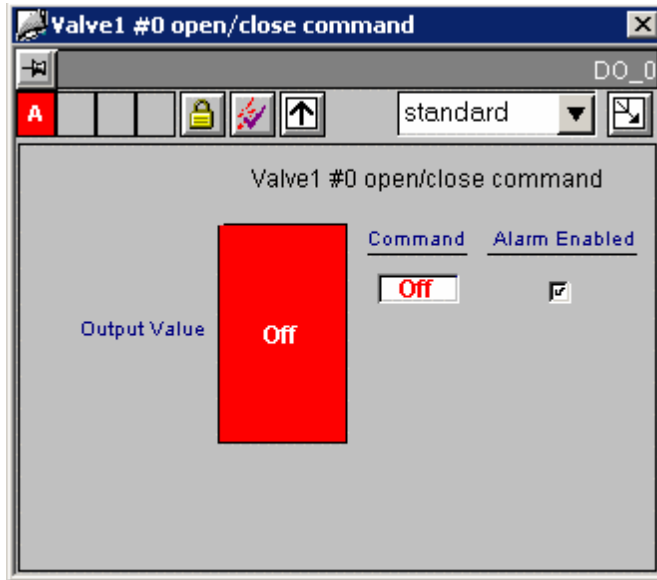 Valve1 #0 open/close command
DO_0
A
standard
Valve1 #0 open/close command
Command Alarm Enabled
Off
Output Value Off